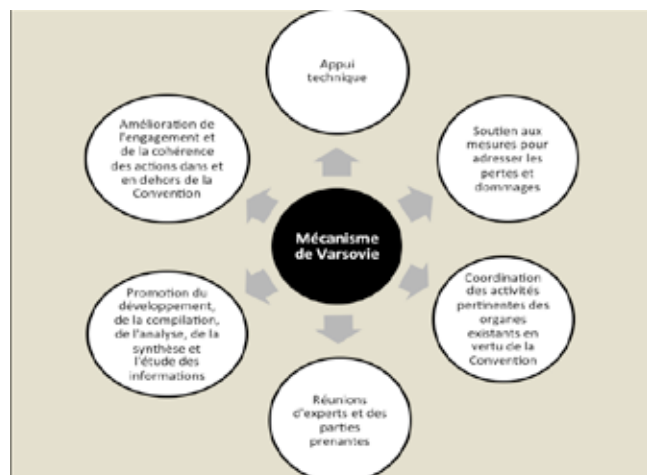 Appui
technique
Amélioration de
l'engagement et
de la cohérence
des actions dans et
en dehors de la
Convention
Soutien aux
mesures pour
adresser les
pertes et
dommages
Mécanisme
de Varsovie
Promotion du
développement,
de la compilation,
de l'analyse, de la
synthèse et
l'étude des
informations
Coordination
des activités
pertinentes des
organes
existants en
vertu de la
Convention
Réunions
d'experts et des
parties
prenantes